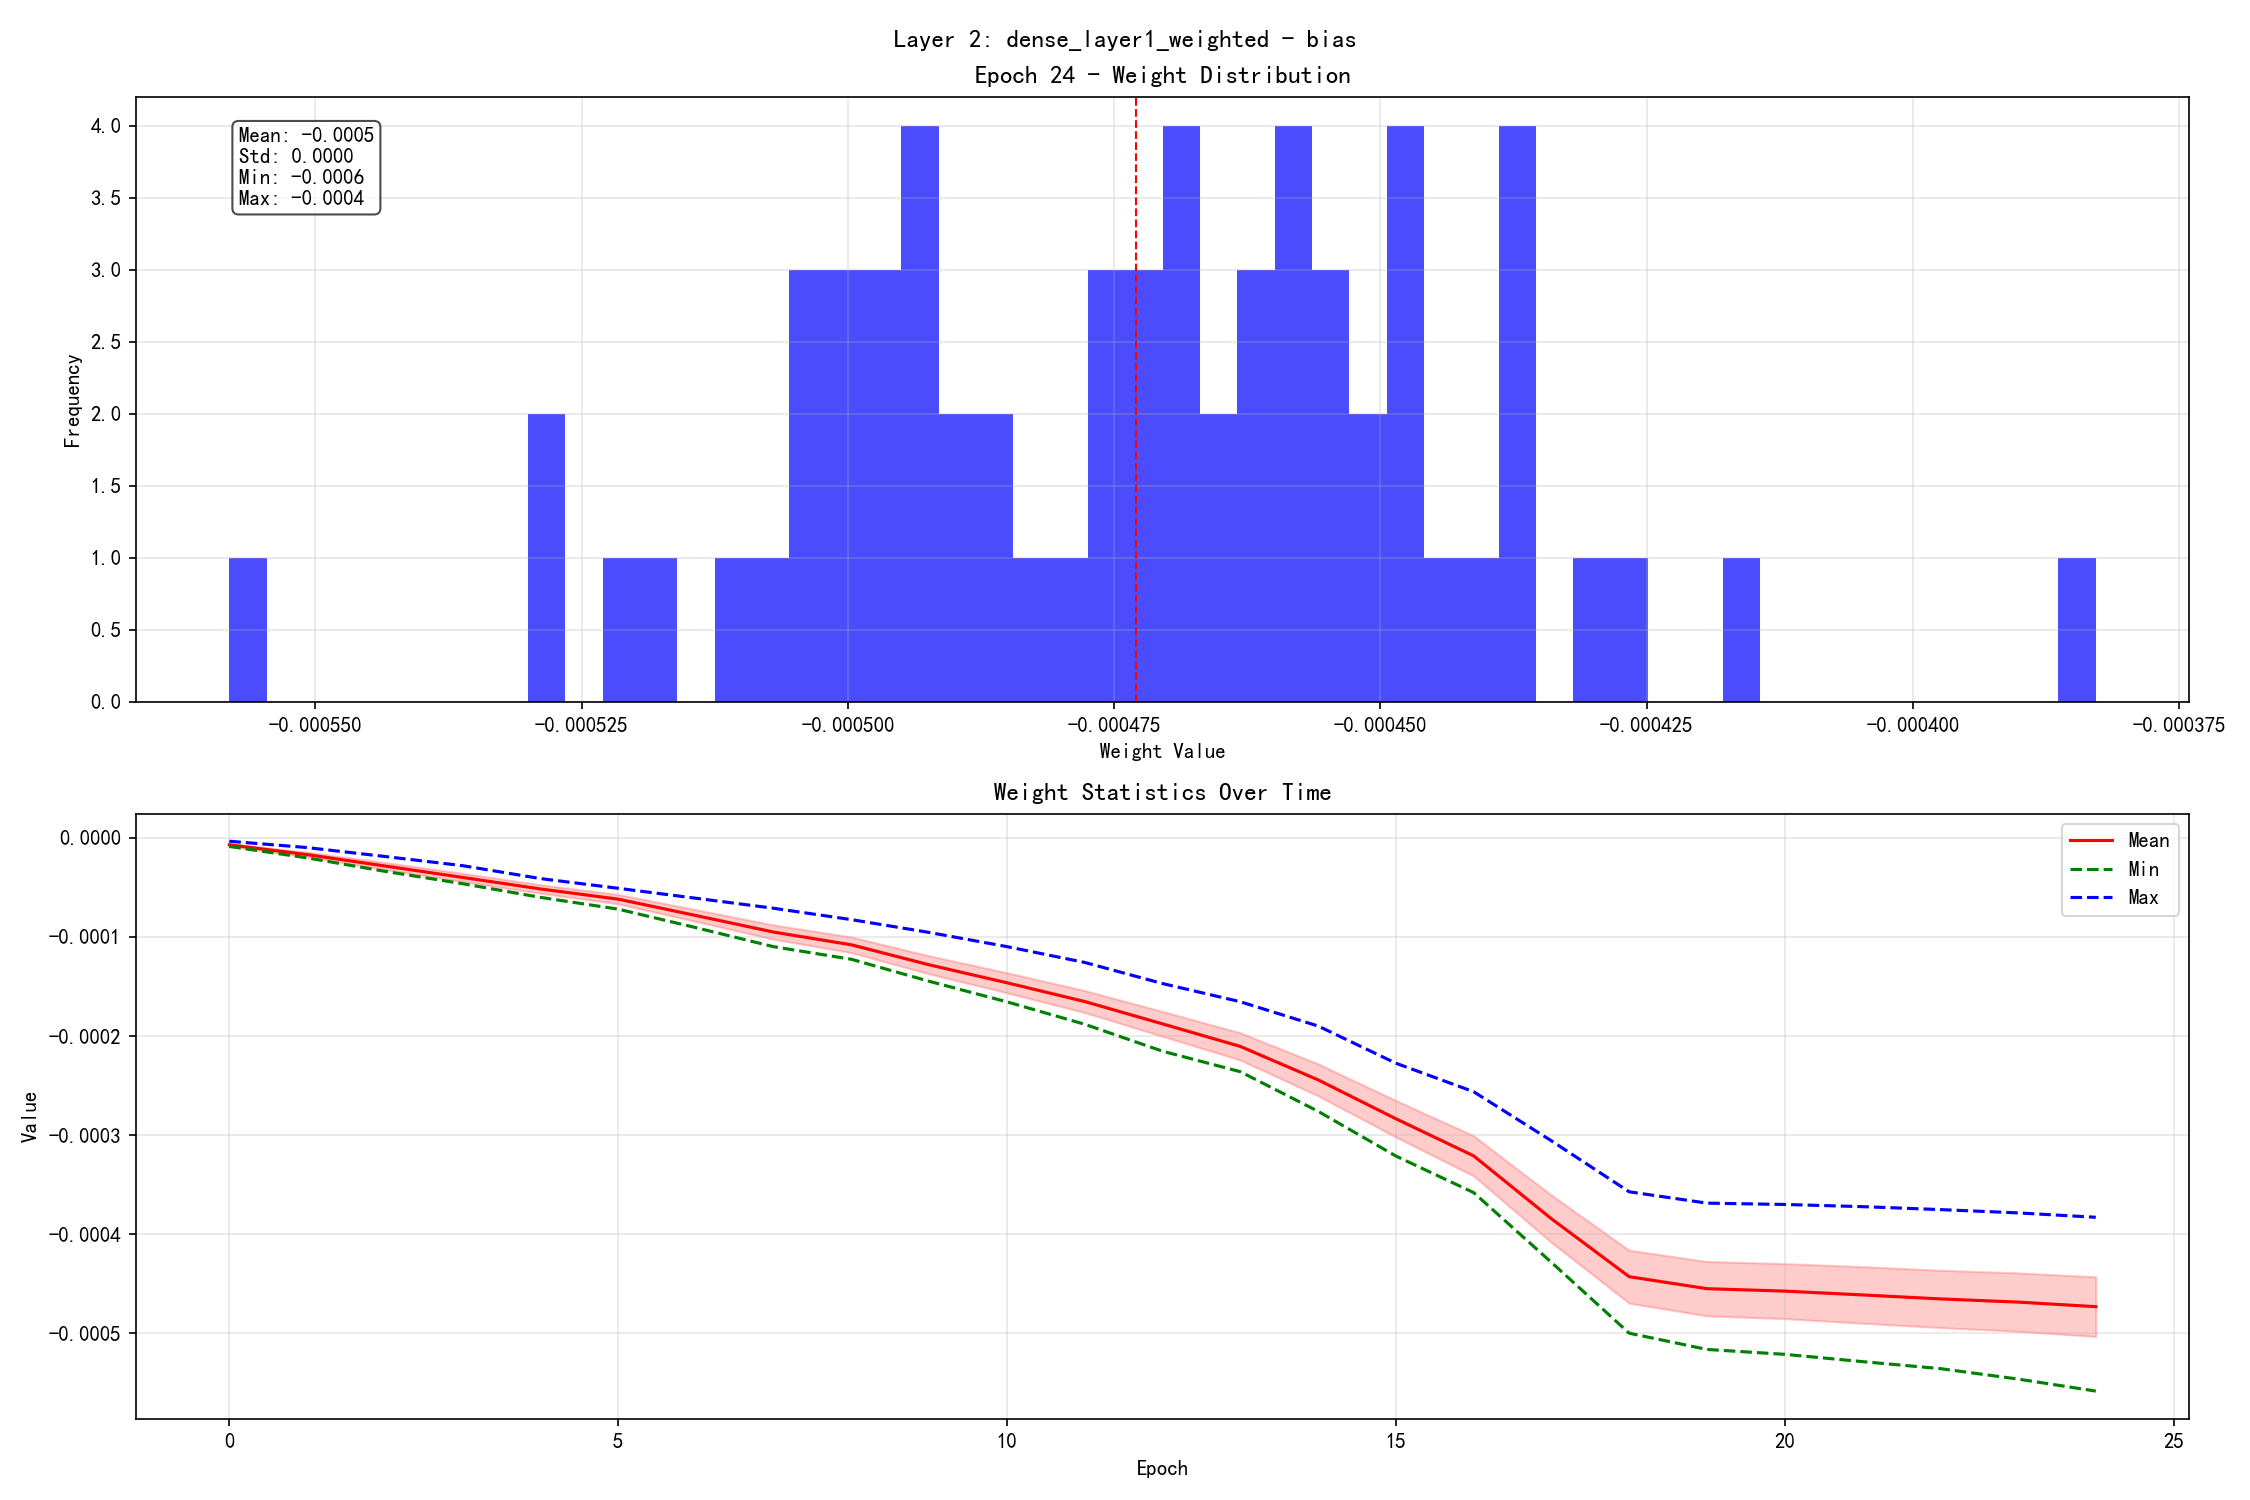 Layer 2: dense_layer1_weighted - bias
Epoch 24 - Weight Distribution
Mean: -0.0005
Std: 0.0000
Min: -0.0006
Max: -0.0004
4.0
3.5
3.0
2.5
2.0
1.5
1.0
0.5
0.0
Frequency
-0.000550 -0.000525 -0.000500 -0.000475 -0.000450 -0.000425 -0.000400 -0.000375
Weight Value
Weight Statistics Over Time
Mean
Min
Max
0.0000
-0.0001
-0.0002
-0.0003
-0.0004
-0.0005
Value
0 5 10 15 20 25
Epoch